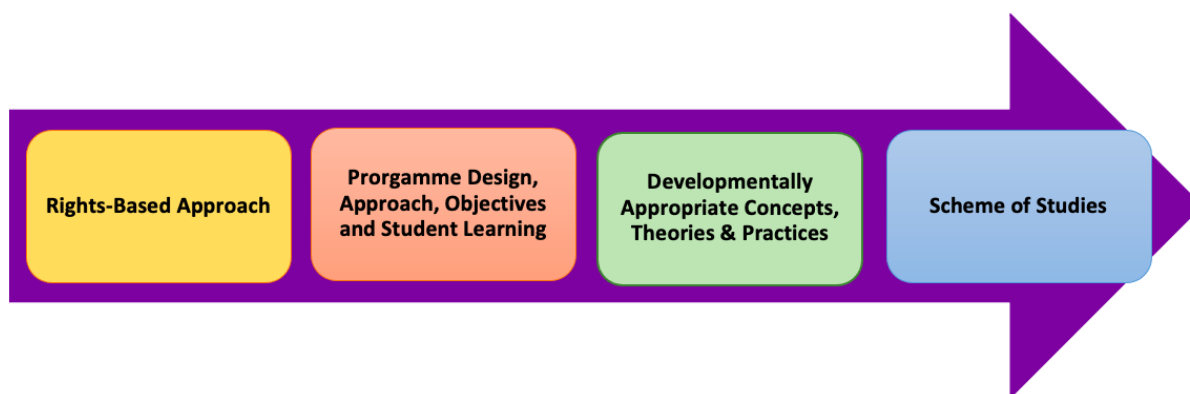 Rights-Based Approach
Prorgamme Design,
Approach, Objectives
and Student Learning
Developmentally
Appropriate Concepts,
Theories & Practices
Scheme of Studies